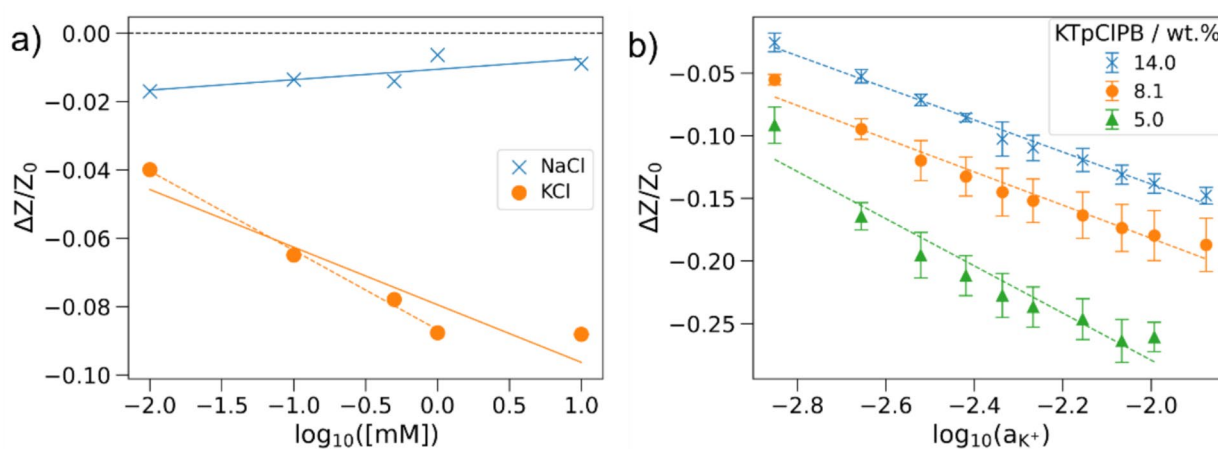 a)
0.00
−0.02
−0.04
−0.06
−0.08
−0.10
ΔZ/Z₀
NaCl
KCl
−2.0 −1.5 −1.0 −0.5 0.0 0.5 1.0
log₁₀([mM])
b)
KTpClPB / wt.%
14.0
8.1
5.0
−0.05
−0.10
−0.15
−0.20
−0.25
ΔZ/Z₀
−2.8 −2.6 −2.4 −2.2 −2.0
log₁₀(a_K⁺)